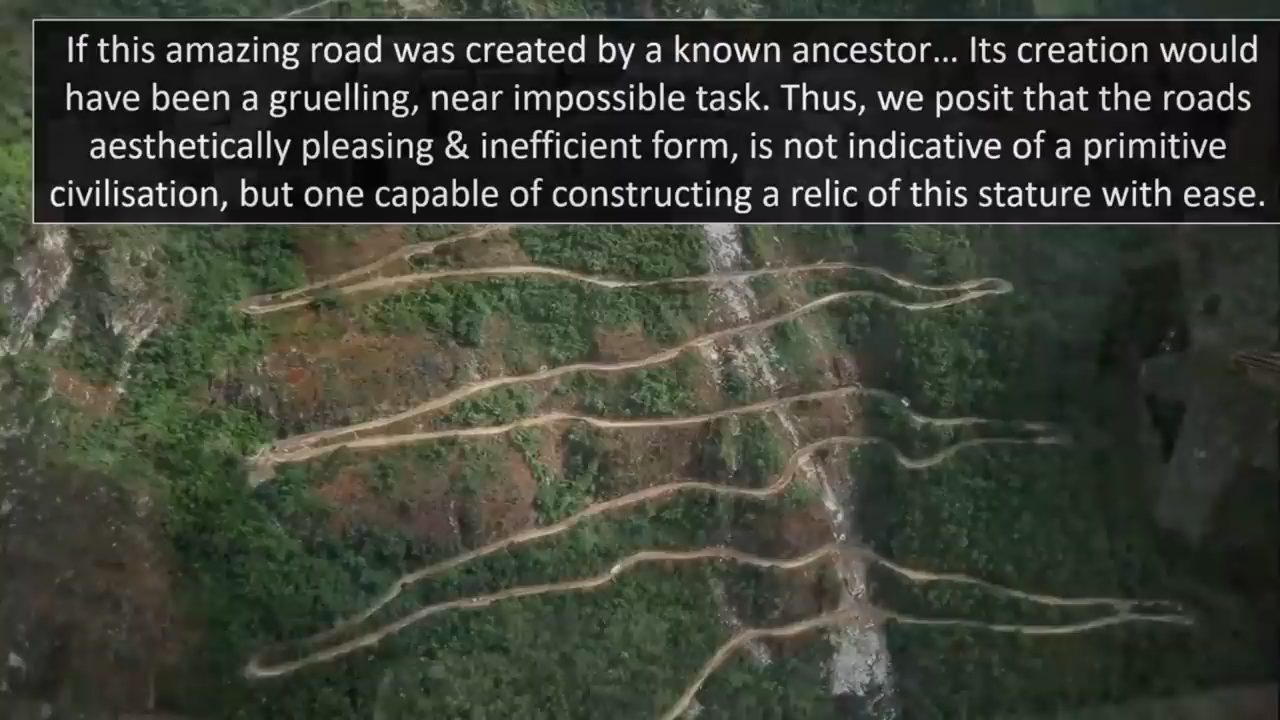 If this amazing road was created by a known ancestor... Its creation would
have been a gruelling, near impossible task. Thus, we posit that the roads
aesthetically pleasing & inefficient form, is not indicative of a primitive
civilisation, but one capable of constructing a relic of this stature with ease.